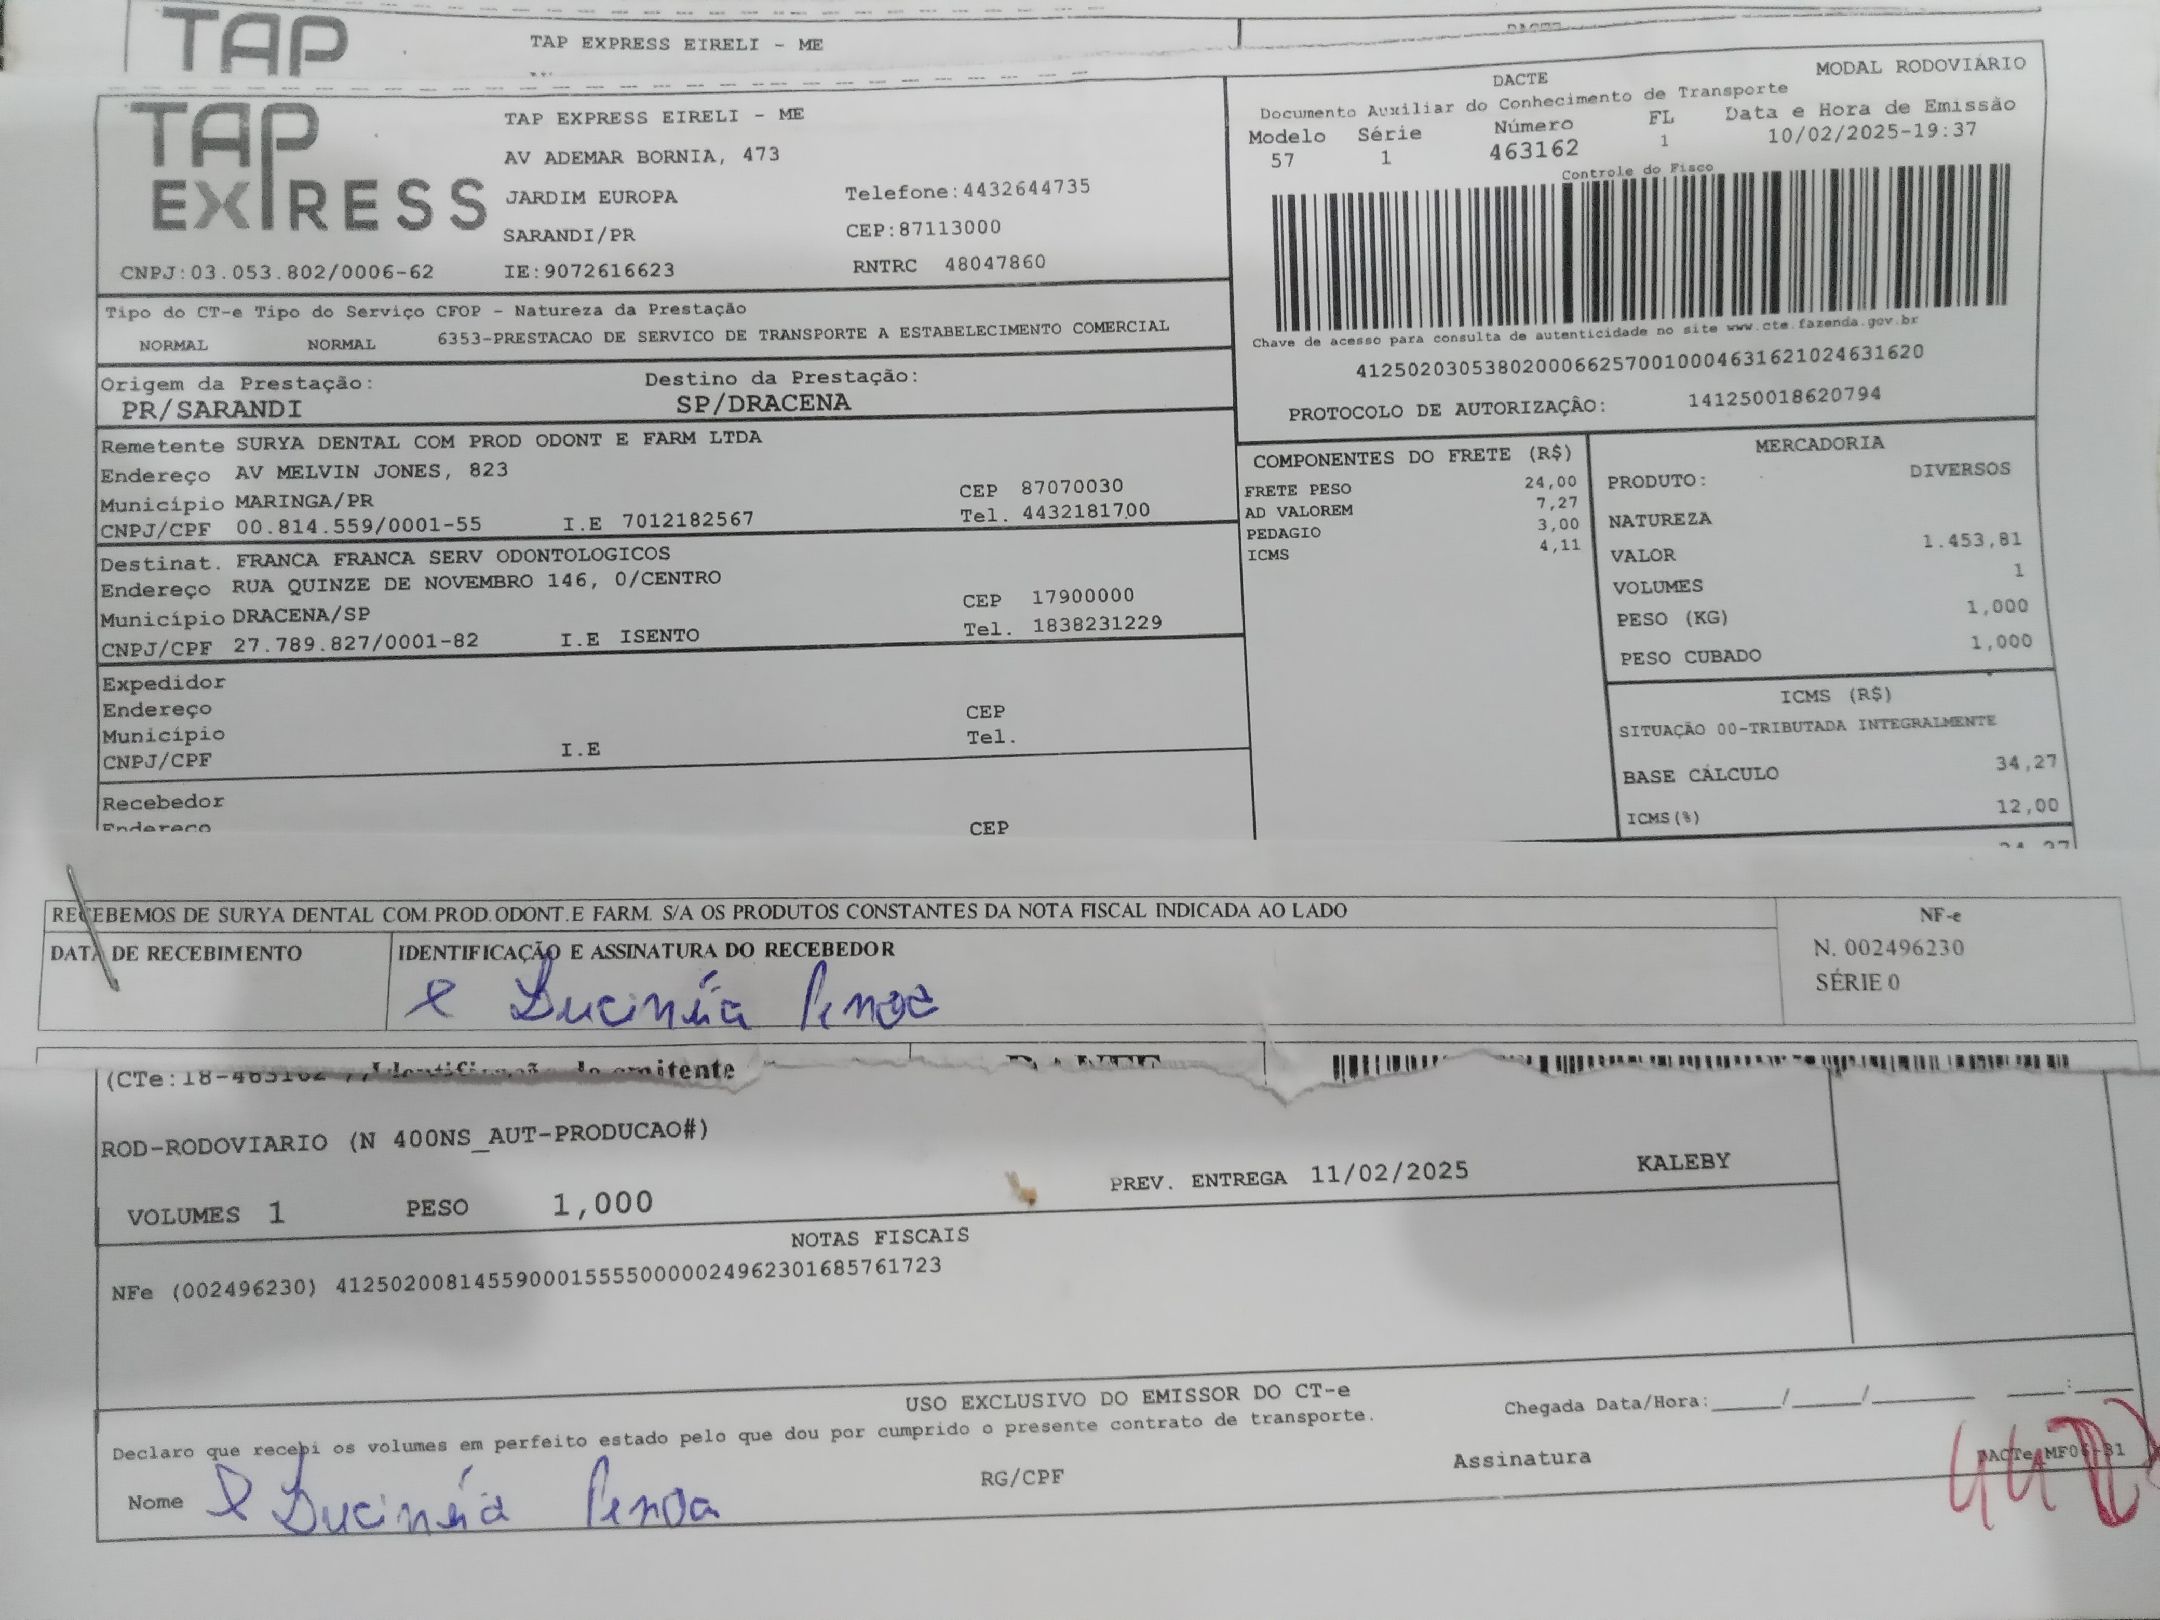 TAP
TAP EXPRESS EIRELI - ME
TAP EXPRESS
TAP EXPRESS EIRELI - ME
AV ADEMAR BORNIA, 473
JARDIM EUROPA Telefone:4432644735
SARANDI/PR CEP:87113000
CNPJ:03.053.802/0006-62 IE:9072616623 RNTRC 48047860
DACTE MODAL RODOVIÁRIO
Documento Auxiliar do Conhecimento de Transporte
Modelo Série Número FL Data e Hora de Emissão
57 1 463162 1 10/02/2025-19:37
Controle do Fisco
Chave de acesso para consulta de autenticidade no site www.cte.fazenda.gov.br
41250203053802000662570010004631621024631620
PROTOCOLO DE AUTORIZAÇÃO: 141250018620794
Tipo do CT-e Tipo do Serviço CFOP - Natureza da Prestação
NORMAL NORMAL 6353-PRESTACAO DE SERVICO DE TRANSPORTE A ESTABELECIMENTO COMERCIAL
Origem da Prestação: Destino da Prestação:
PR/SARANDI SP/DRACENA
Remetente SURYA DENTAL COM PROD ODONT E FARM LTDA
Endereço AV MELVIN JONES, 823
Município MARINGA/PR CEP 87070030
CNPJ/CPF 00.814.559/0001-55 I.E 7012182567 Tel. 4432181700
Destinat. FRANCA FRANCA SERV ODONTOLOGICOS
Endereço RUA QUINZE DE NOVEMBRO 146, 0/CENTRO
Município DRACENA/SP CEP 17900000
CNPJ/CPF 27.789.827/0001-82 I.E ISENTO Tel. 1838231229
Expedidor
Endereço
Município CEP
CNPJ/CPF I.E Tel.
Recebedor
Endereço CEP
COMPONENTES DO FRETE (R$)
FRETE PESO 24,00
AD VALOREM 7,27
PEDAGIO 3,00
ICMS 4,11
MERCADORIA
PRODUTO: DIVERSOS
NATUREZA
VALOR 1.453,81
VOLUMES 1
PESO (KG) 1,000
PESO CUBADO 1,000
ICMS (R$)
SITUAÇÃO 00-TRIBUTADA INTEGRALMENTE
BASE CÁLCULO 34,27
ICMS(%) 12,00
RECEBEMOS DE SURYA DENTAL COM.PROD.ODONT.E FARM. S/A OS PRODUTOS CONSTANTES DA NOTA FISCAL INDICADA AO LADO
DATA DE RECEBIMENTO IDENTIFICAÇÃO E ASSINATURA DO RECEBEDOR
Lucinéia
NF-e
N. 002496230
SÉRIE 0
(CTe:18-463162 Identificação do emitente
ROD-RODOVIARIO (N 400NS_AUT-PRODUCAO#)
VOLUMES 1 PESO 1,000 PREV. ENTREGA 11/02/2025 KALEBY
NOTAS FISCAIS
NFe (002496230) 41250200814559000155550000024962301685761723
USO EXCLUSIVO DO EMISSOR DO CT-e
Declaro que recebi os volumes em perfeito estado pelo que dou por cumprido o presente contrato de transporte. Chegada Data/Hora:_____/_____/_______ ____:____
Nome Lucinéia RG/CPF Assinatura